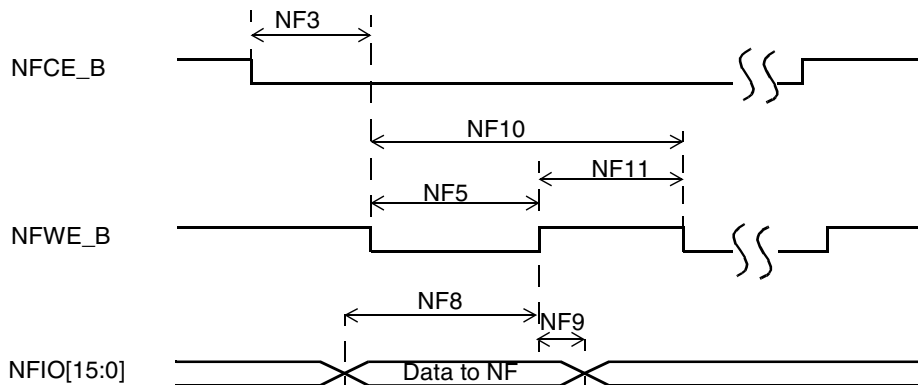 NF3
NFCE_B
NF10
NF11
NF5
NFWE_B
NF8
NF9
NFIO[15:0]
Data to NF